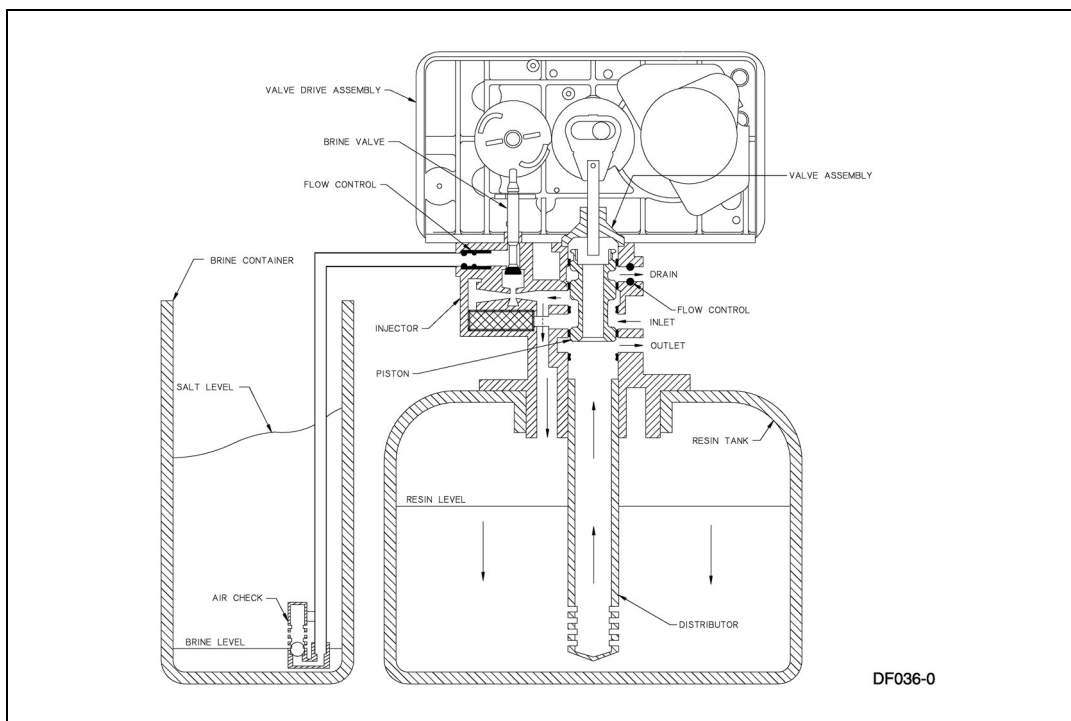 VALVE DRIVE ASSEMBLY
BRINE VALVE
FLOW CONTROL
VALVE ASSEMBLY
BRINE CONTAINER
DRAIN
FLOW CONTROL
INJECTOR
INLET
OUTLET
PISTON
SALT LEVEL
RESIN TANK
RESIN LEVEL
AIR CHECK
DISTRIBUTOR
BRINE LEVEL
DF036-0